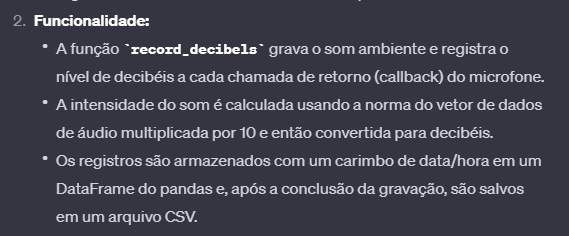 2. Funcionalidade:
• A função `record_decibels` grava o som ambiente e registra o
nível de decibéis a cada chamada de retorno (callback) do microfone.
• A intensidade do som é calculada usando a norma do vetor de dados
de áudio multiplicada por 10 e então convertida para decibéis.
• Os registros são armazenados com um carimbo de data/hora em um
DataFrame do pandas e, após a conclusão da gravação, são salvos
em um arquivo CSV.